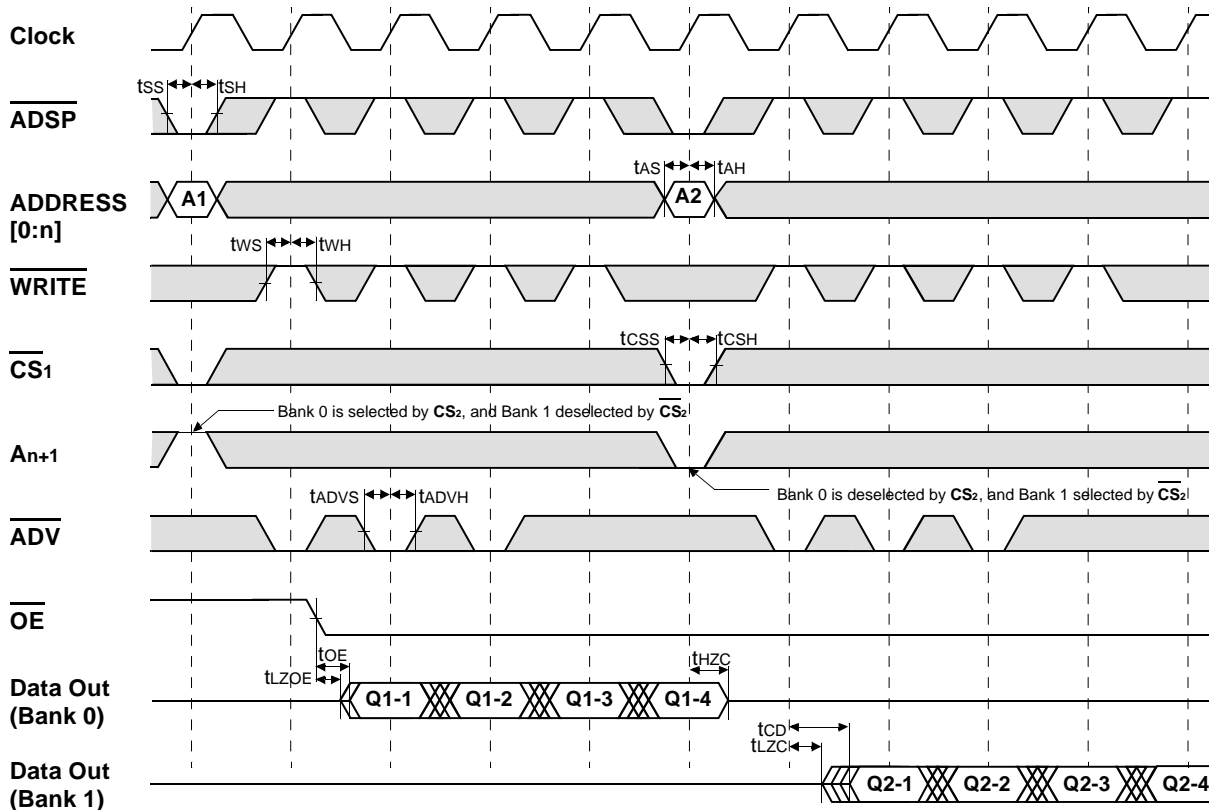 Clock
tSS tSH
ADSP
tAS tAH
ADDRESS
[0:n]
A1 A2
tWS tWH
WRITE
tCSS tCSH
CS1
Bank 0 is selected by CS2, and Bank 1 deselected by CS2
An+1
tADVS tADVH
Bank 0 is deselected by CS2, and Bank 1 selected by CS2
ADV
OE
tOE tHZC
tLZOE
Data Out
(Bank 0)
Q1-1 Q1-2 Q1-3 Q1-4
tCD
tLZC
Data Out
(Bank 1)
Q2-1 Q2-2 Q2-3 Q2-4